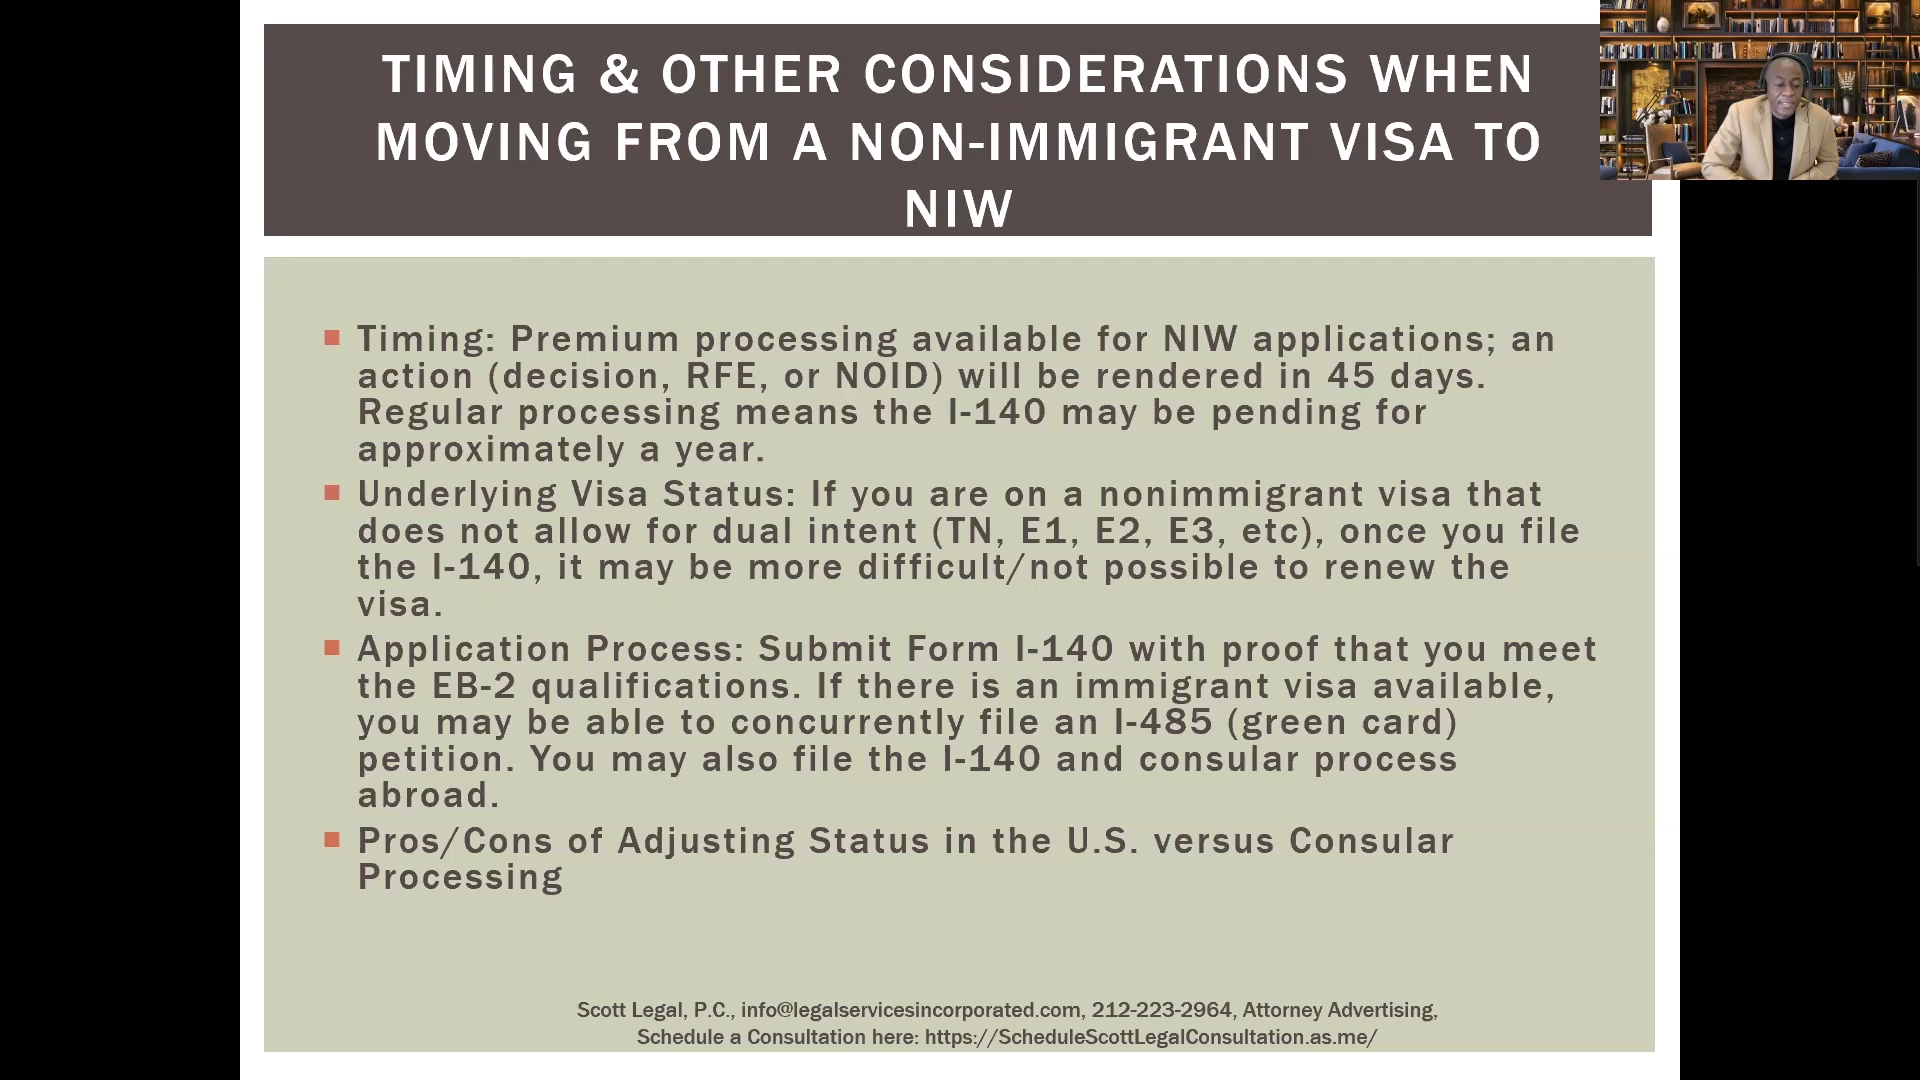 TIMING & OTHER CONSIDERATIONS WHEN
MOVING FROM A NON-IMMIGRANT VISA TO
NIW
Timing: Premium processing available for NIW applications; an
action (decision, RFE, or NOID) will be rendered in 45 days.
Regular processing means the I-140 may be pending for
approximately a year.
Underlying Visa Status: If you are on a nonimmigrant visa that
does not allow for dual intent (TN, E1, E2, E3, etc), once you file
the I-140, it may be more difficult/not possible to renew the
visa.
Application Process: Submit Form I-140 with proof that you meet
the EB-2 qualifications. If there is an immigrant visa available,
you may be able to concurrently file an I-485 (green card)
petition. You may also file the I-140 and consular process
abroad.
Pros/Cons of Adjusting Status in the U.S. versus Consular
Processing
Scott Legal, P.C., info@legalservicesincorporated.com, 212-223-2964, Attorney Advertising,
Schedule a Consultation here: https://ScheduleScottLegalConsultation.as.me/